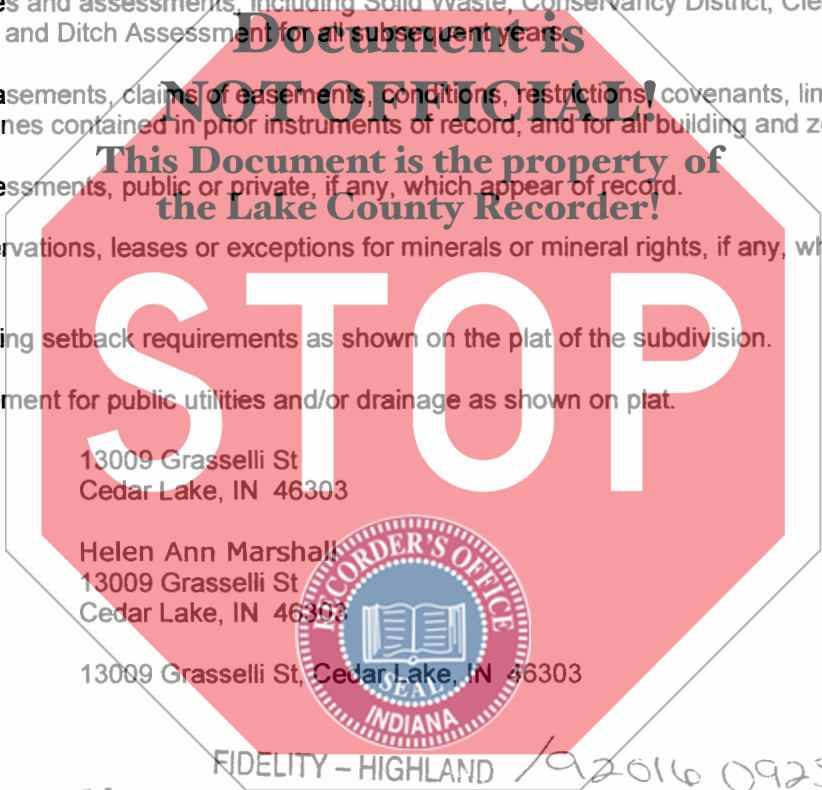 es and assessments, including Solid Waste, Conservancy District, Cle
and Ditch Assessment for all subsequent years.
Document is
NOT OFFICIAL!
asements, claims of easements, conditions, restrictions, covenants, lin
nes contained in prior instruments of record, and for all building and z
This Document is the property of
essments, public or private, if any, which appear of record.
the Lake County Recorder!
rvations, leases or exceptions for minerals or mineral rights, if any, wh
STOP
ing setback requirements as shown on the plat of the subdivision.
ment for public utilities and/or drainage as shown on plat.
13009 Grasselli St
Cedar Lake, IN 46303
Helen Ann Marshall
13009 Grasselli St
Cedar Lake, IN 46303
RECORDER'S OFFICE
SEAL
INDIANA
13009 Grasselli St, Cedar Lake, IN 46303
FIDELITY – HIGHLAND 192016 092